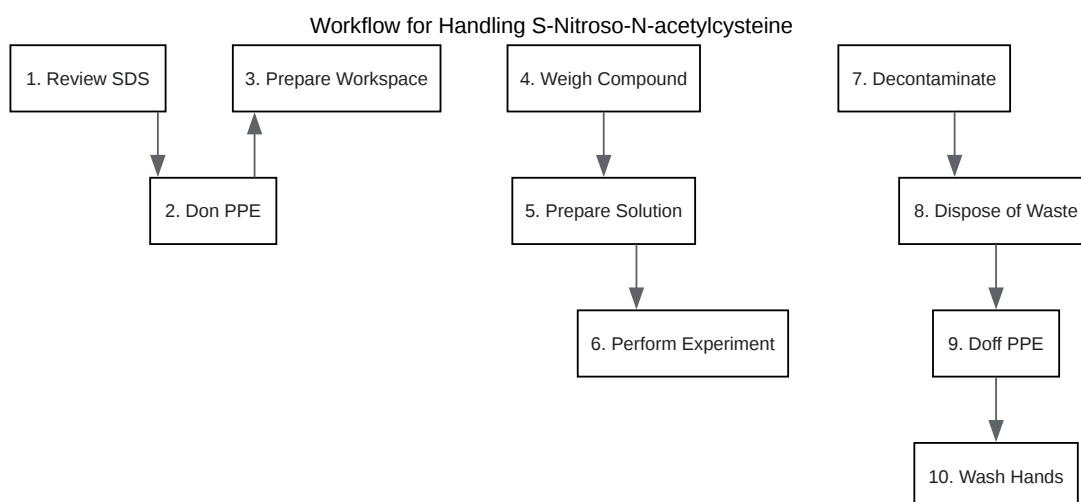 Workflow for Handling S-Nitroso-N-acetylcysteine
1. Review SDS
2. Don PPE
3. Prepare Workspace
4. Weigh Compound
5. Prepare Solution
6. Perform Experiment
7. Decontaminate
8. Dispose of Waste
9. Doff PPE
10. Wash Hands